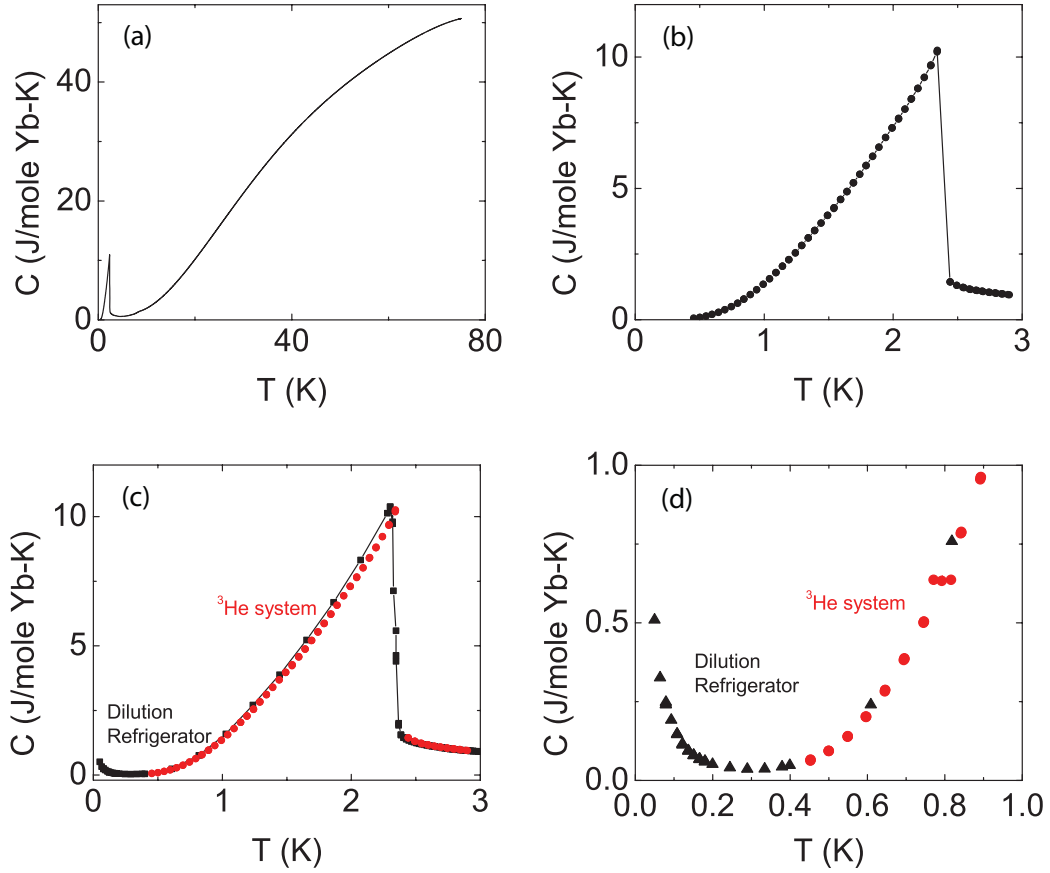 (a)
C (J/mole Yb-K)
40
20
0
0
40
80
T (K)
(b)
C (J/mole Yb-K)
10
5
0
0
1
2
3
T (K)
(c)
C (J/mole Yb-K)
10
5
0
³He system
Dilution
Refrigerator
0
1
2
3
T (K)
(d)
C (J/mole Yb-K)
1.0
0.5
0.0
³He system
Dilution
Refrigerator
0.0
0.2
0.4
0.6
0.8
1.0
T (K)